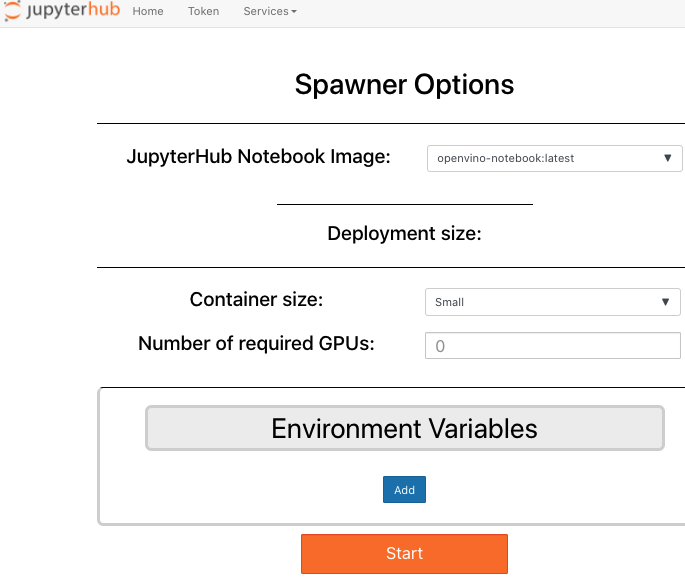 jupyterhub Home Token Services
Spawner Options
JupyterHub Notebook Image: openvino-notebook:latest
Deployment size:
Container size: Small
Number of required GPUs: 0
Environment Variables
Add
Start